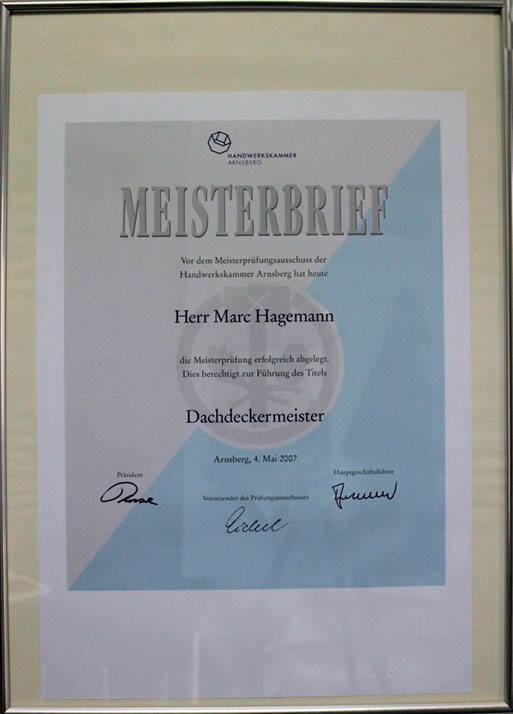 HANDWERKSKAMMER
ARNSBERG
MEISTERBRIEF
Vor dem Meisterprüfungsausschuss der
Handwerkskammer Arnsberg hat heute
Herr Marc Hagemann
die Meisterprüfung erfolgreich abgelegt.
Dies berechtigt zur Führung des Titels
Dachdeckermeister
Arnsberg, 4. Mai 2007
Präsident
Vorsitzender des Prüfungsausschusses
Hauptgeschäftsführer